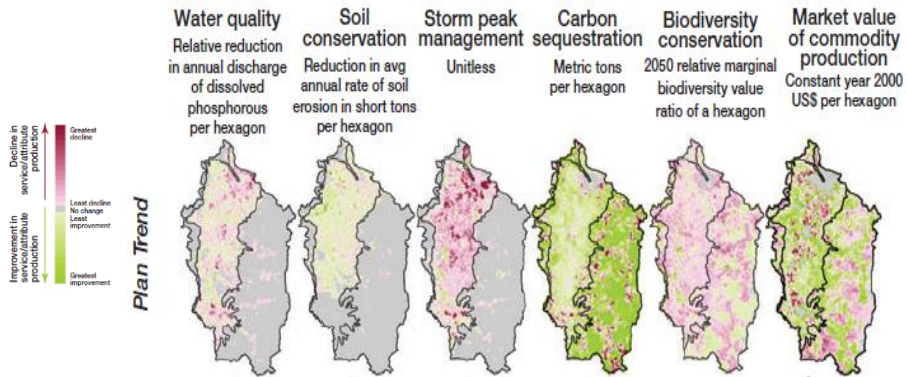 Water quality
Relative reduction
in annual discharge
of dissolved
phosphorous
per hexagon
Soil
conservation
Reduction in avg
annual rate of soil
erosion in short tons
per hexagon
Storm peak
management
Unitless
Carbon
sequestration
Metric tons
per hexagon
Biodiversity
conservation
2050 relative marginal
biodiversity value
ratio of a hexagon
Market value
of commodity
production
Constant year 2000
US$ per hexagon
Decline in
service/attribute
production
Improvement in
service/attribute
production
Greatest
decline
Least decline
No change
Least
improvement
Greatest
improvement
Plan Trend